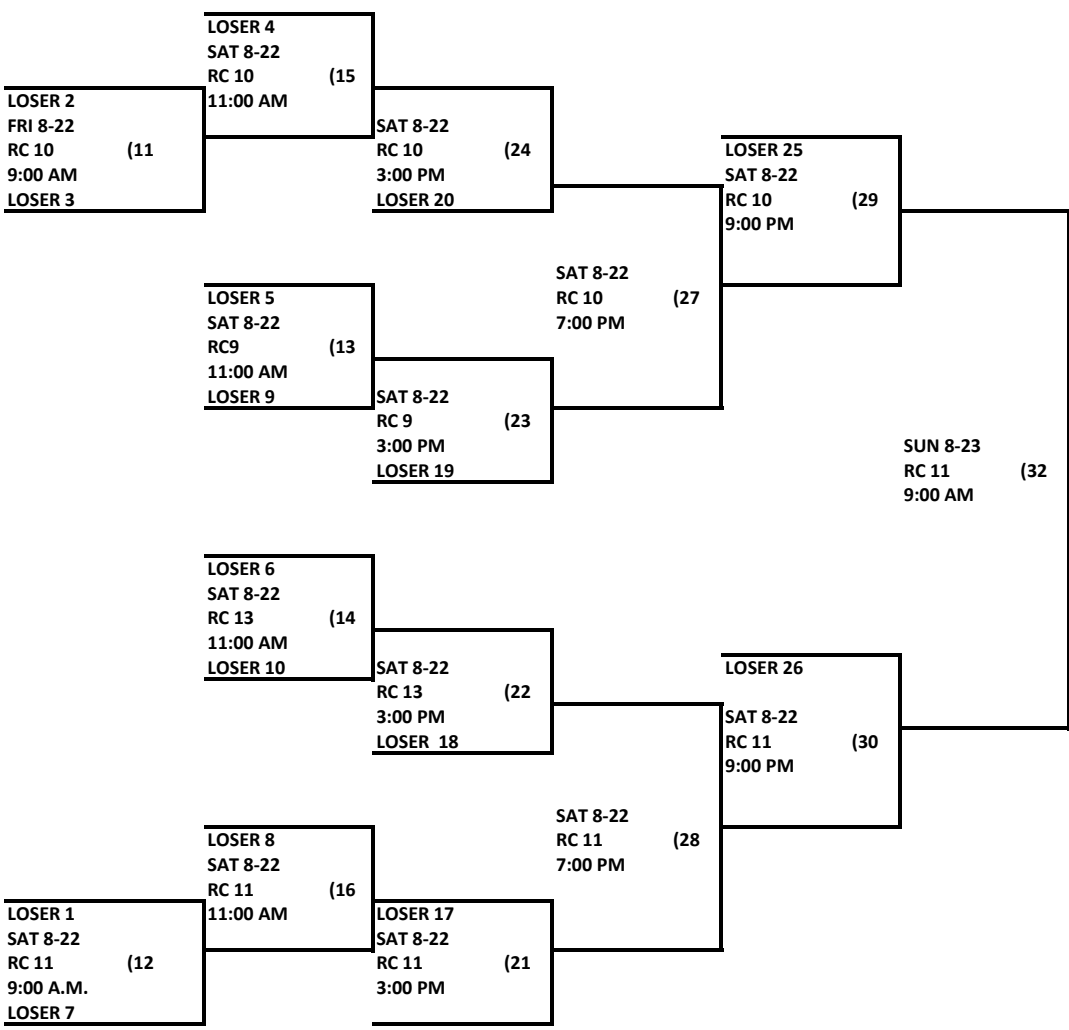 LOSER 4
SAT 8-22
RC 10 (15
11:00 AM
LOSER 2
FRI 8-22
RC 10 (11
9:00 AM
LOSER 3
SAT 8-22
RC 10 (24
3:00 PM
LOSER 20
LOSER 25
SAT 8-22
RC 10 (29
9:00 PM
SAT 8-22
RC 10 (27
7:00 PM
LOSER 5
SAT 8-22
RC9 (13
11:00 AM
LOSER 9
SAT 8-22
RC 9 (23
3:00 PM
LOSER 19
SUN 8-23
RC 11 (32
9:00 AM
LOSER 6
SAT 8-22
RC 13 (14
11:00 AM
LOSER 10
SAT 8-22
RC 13 (22
3:00 PM
LOSER 18
LOSER 26
SAT 8-22
RC 11 (30
9:00 PM
SAT 8-22
RC 11 (28
7:00 PM
LOSER 8
SAT 8-22
RC 11 (16
11:00 AM
LOSER 1
SAT 8-22
RC 11 (12
9:00 A.M.
LOSER 7
LOSER 17
SAT 8-22
RC 11 (21
3:00 PM